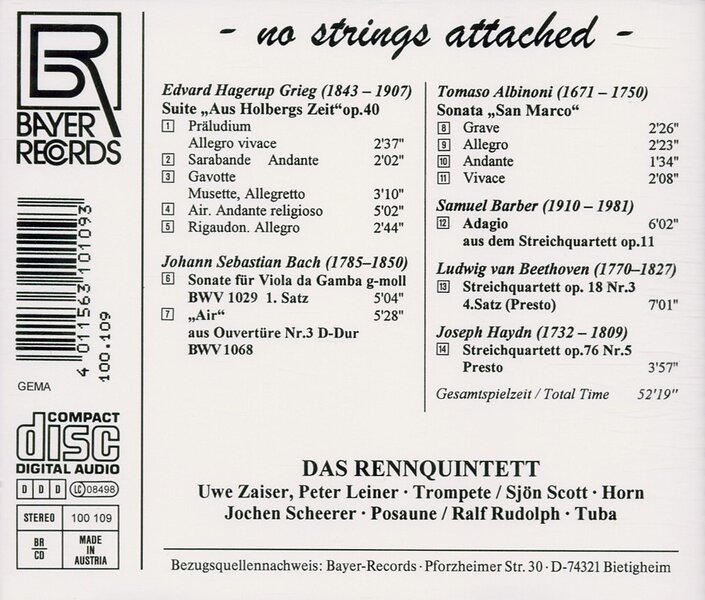 - no strings attached -
BAYER
RECORDS
Edvard Hagerup Grieg (1843 – 1907)
Suite „Aus Holbergs Zeit“op.40
1 Präludium
Allegro vivace 2'37"
2 Sarabande Andante 2'02"
3 Gavotte
Musette, Allegretto 3'10"
4 Air. Andante religioso 5'02"
5 Rigaudon. Allegro 2'44"
Johann Sebastian Bach (1785–1850)
6 Sonate für Viola da Gamba g-moll
BWV 1029 1. Satz 5'04"
7 „Air“ 5'28"
aus Ouvertüre Nr.3 D-Dur
BWV 1068
Tomaso Albinoni (1671 – 1750)
Sonata „San Marco“
8 Grave 2'26"
9 Allegro 2'23"
10 Andante 1'34"
11 Vivace 2'08"
Samuel Barber (1910 – 1981)
12 Adagio 6'02"
aus dem Streichquartett op.11
Ludwig van Beethoven (1770–1827)
13 Streichquartett op. 18 Nr.3
4.Satz (Presto) 7'01"
Joseph Haydn (1732 – 1809)
14 Streichquartett op.76 Nr.5
Presto 3'57"
Gesamtspielzeit / Total Time 52'19"
4 011563 101093
100.109
GEMA
COMPACT
disc
DIGITAL AUDIO
D D D LC 08498
STEREO 100 109
BR/CD MADE IN AUSTRIA
DAS RENNQUINTETT
Uwe Zaiser, Peter Leiner · Trompete / Sjön Scott · Horn
Jochen Scheerer · Posaune / Ralf Rudolph · Tuba
Bezugsquellennachweis: Bayer-Records · Pforzheimer Str. 30 · D-74321 Bietigheim